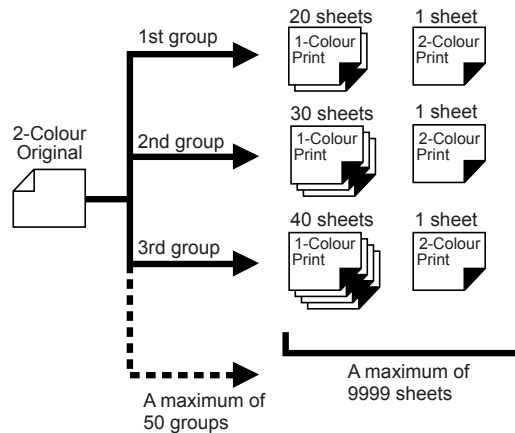 20 sheets 1 sheet
1st group
1-Colour
Print
2-Colour
Print
2-Colour
Original
30 sheets 1 sheet
2nd group
1-Colour
Print
2-Colour
Print
40 sheets 1 sheet
3rd group
1-Colour
Print
2-Colour
Print
A maximum of
50 groups
A maximum of
9999 sheets